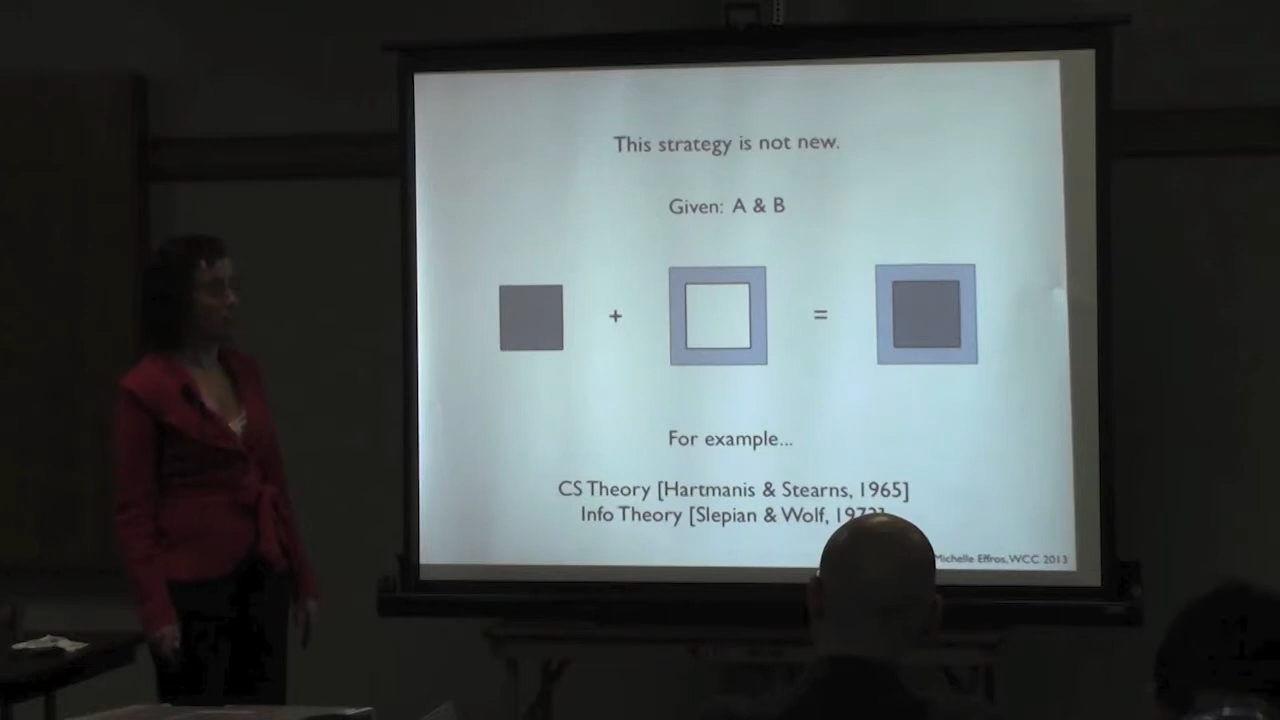 This strategy is not new.
Given: A & B
+ =
For example...
CS Theory [Hartmanis & Stearns, 1965]
Info Theory [Slepian & Wolf,
Michelle Effros, WCC 2013